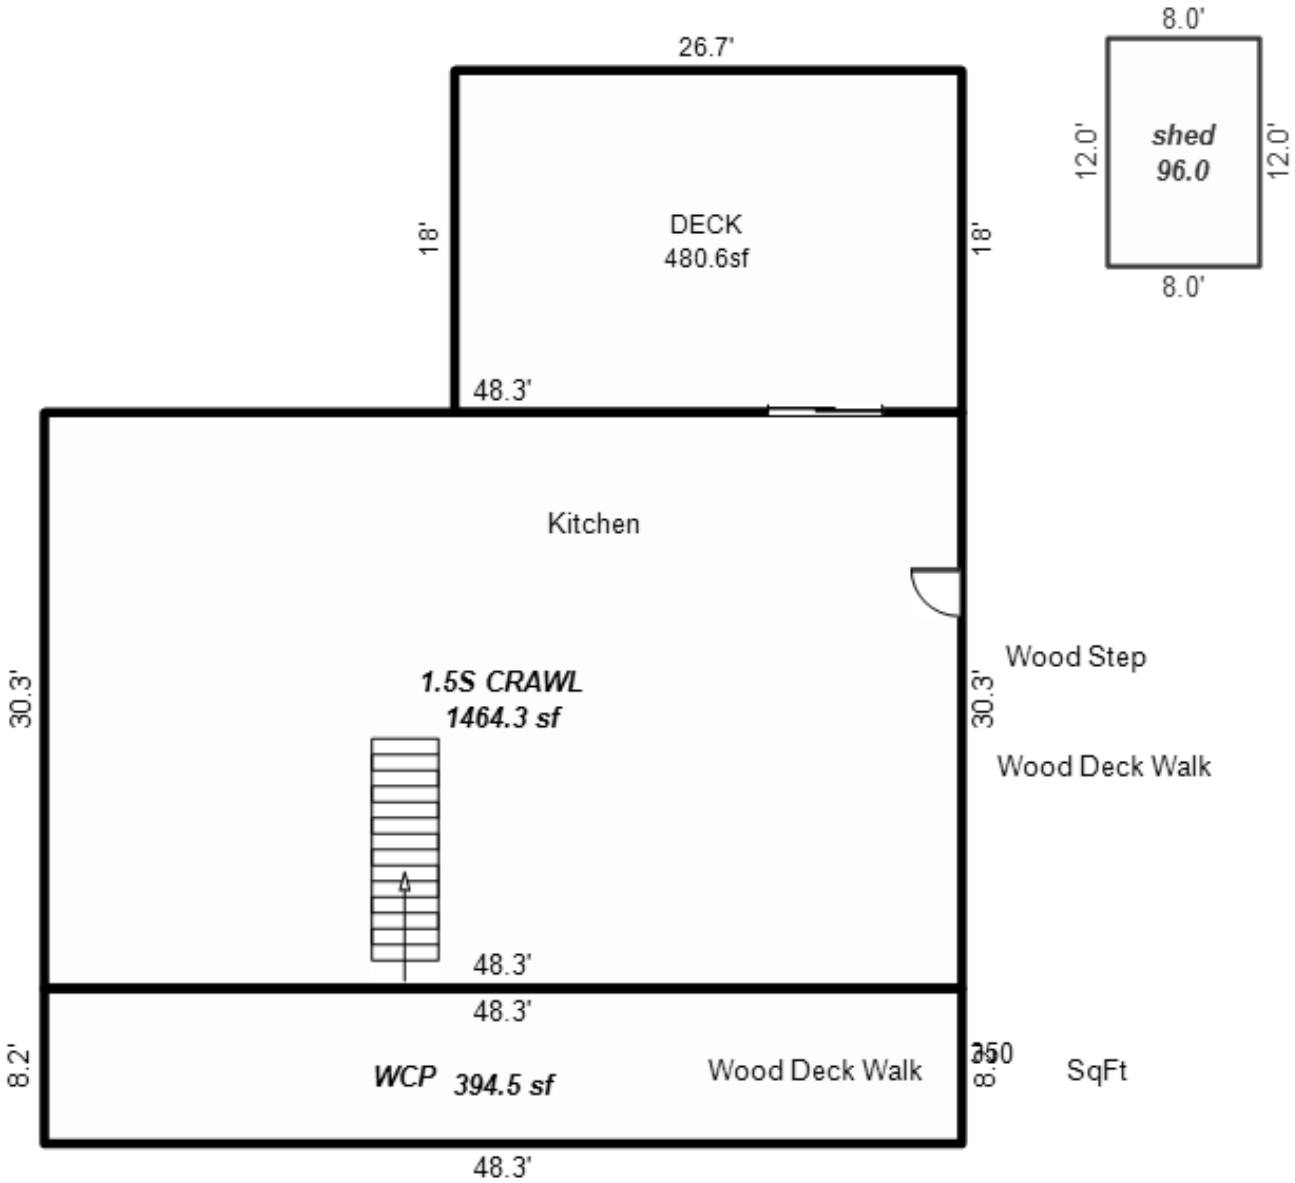 8.0'
26.7'
12.0'
shed
12.0'
96.0
18'
DECK
18'
480.6sf
8.0'
48.3'
Kitchen
Wood Step
30.3'
1.5S CRAWL
30.3'
1464.3 sf
Wood Deck Walk
48.3'
48.3'
8.2'
WCP 394.5 sf
Wood Deck Walk
SqFt
48.3'